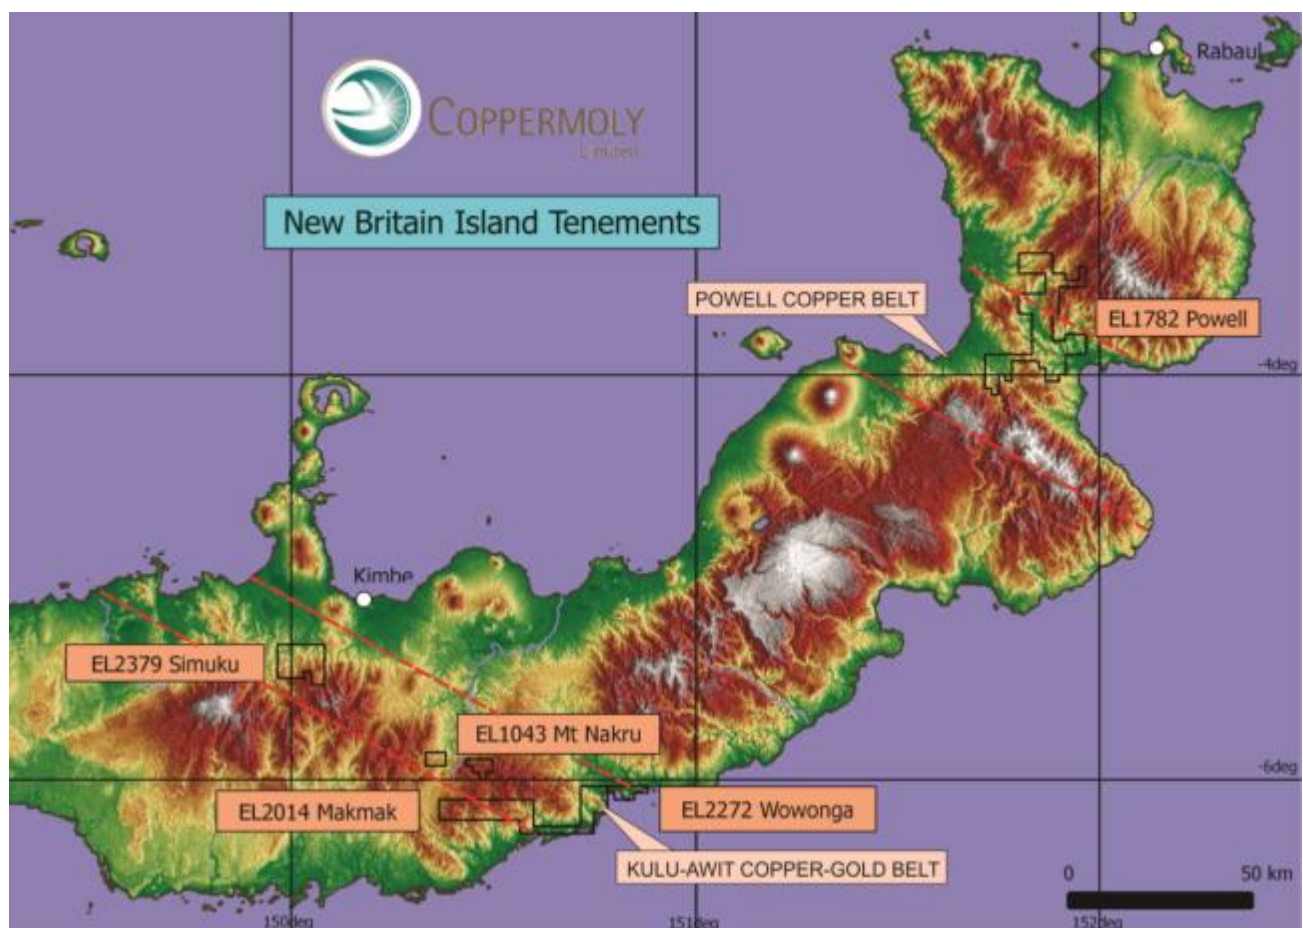 Rabaul
COPPERMOLY
Limited
New Britain Island Tenements
POWELL COPPER BELT
EL1782 Powell
-4deg
Kimbe
EL2379 Simuku
EL1043 Mt Nakru
-6deg
EL2014 Makmak
EL2272 Wowonga
KULU-AWIT COPPER-GOLD BELT
0 50 km
150deg 151deg 152deg